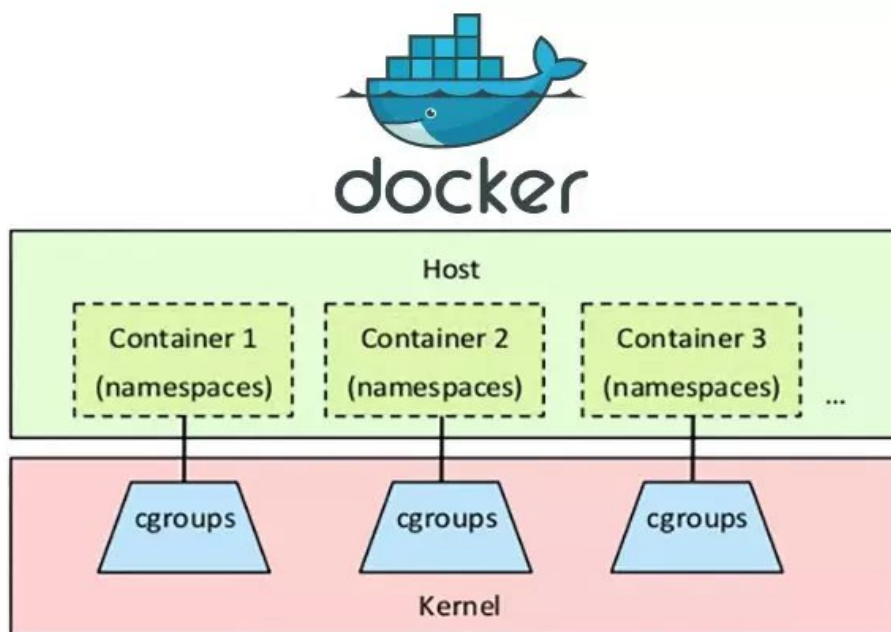 docker
Host
Container 1
(namespaces)
Container 2
(namespaces)
Container 3
(namespaces)
...
cgroups
cgroups
cgroups
Kernel